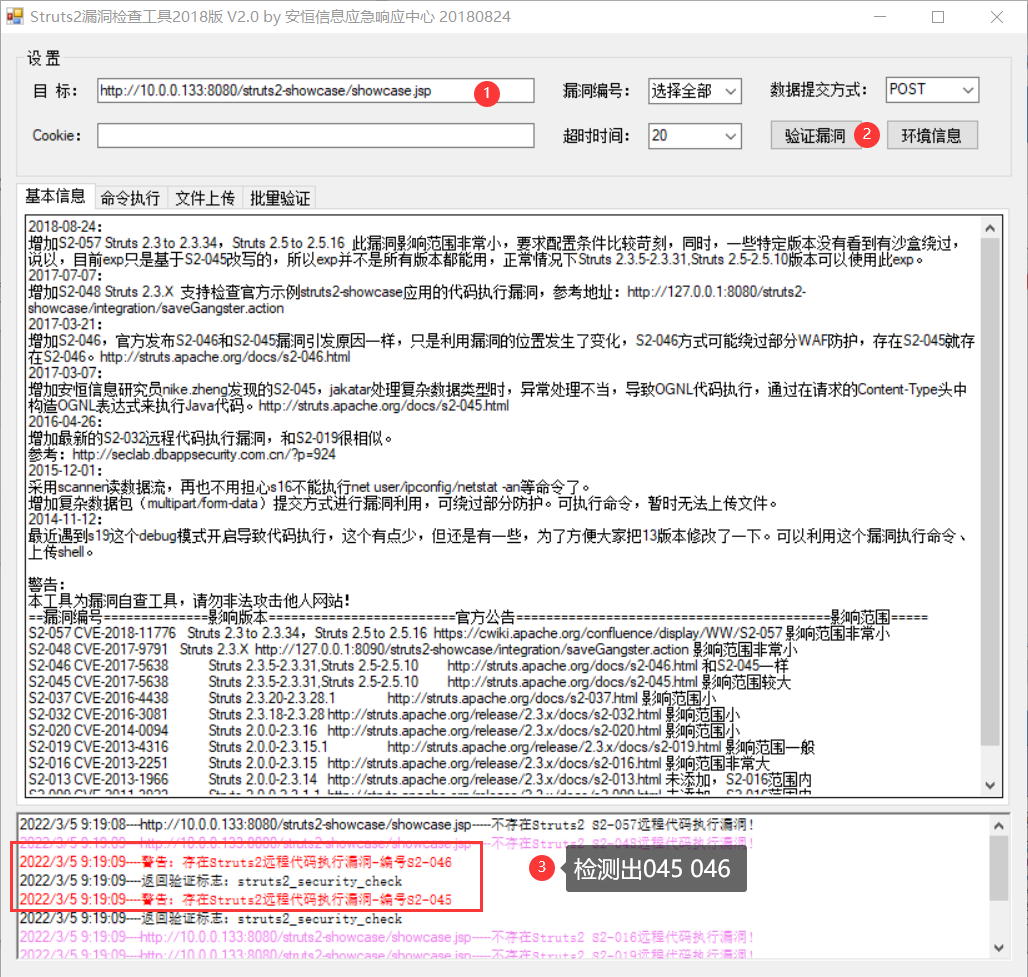 Struts2漏洞检查工具2018版 V2.0 by 安恒信息应急响应中心 20180824
设 置
目 标： http://10.0.0.133:8080/struts2-showcase/showcase.jsp 1 漏洞编号： 选择全部 数据提交方式： POST
Cookie： 超时时间： 20 验证漏洞 2 环境信息
基本信息 命令执行 文件上传 批量验证
2018-08-24：
增加S2-057 Struts 2.3 to 2.3.34，Struts 2.5 to 2.5.16 此漏洞影响范围非常小，要求配置条件比较苛刻，同时，一些特定版本没有看到有沙盒绕过，
说以，目前exp只是基于S2-045改写的，所以exp并不是所有版本都能用，正常情况下Struts 2.3.5-2.3.31,Struts 2.5-2.5.10版本可以使用此exp。
2017-07-07：
增加S2-048 Struts 2.3.X 支持检查官方示例struts2-showcase应用的代码执行漏洞，参考地址：http://127.0.0.1:8080/struts2-
showcase/integration/saveGangster.action
2017-03-21：
增加S2-046，官方发布S2-046和S2-045漏洞引发原因一样，只是利用漏洞的位置发生了变化，S2-046方式可能绕过部分WAF防护，存在S2-045就存
在S2-046。http://struts.apache.org/docs/s2-046.html
2017-03-07：
增加安恒信息研究员nike.zheng发现的S2-045，jakatar处理复杂数据类型时，异常处理不当，导致OGNL代码执行，通过在请求的Content-Type头中
构造OGNL表达式来执行Java代码。http://struts.apache.org/docs/s2-045.html
2016-04-26：
增加最新的S2-032远程代码执行漏洞，和S2-019很相似。
参考：http://seclab.dbappsecurity.com.cn/?p=924
2015-12-01：
采用scanner读数据流，再也不用担心s16不能执行net user/ipconfig/netstat -an等命令了。
增加复杂数据包（multipart/form-data）提交方式进行漏洞利用，可绕过部分防护。可执行命令，暂时无法上传文件。
2014-11-12：
最近遇到s19这个debug模式开启导致代码执行，这个有点少，但还是有一些，为了方便大家把13版本修改了一下。可以利用这个漏洞执行命令、
上传shell。
警告：
本工具为漏洞自查工具，请勿非法攻击他人网站！
==漏洞编号==============影响版本=========================官方公告==========================================影响范围=====
S2-057 CVE-2018-11776 Struts 2.3 to 2.3.34，Struts 2.5 to 2.5.16 https://cwiki.apache.org/confluence/display/WW/S2-057 影响范围非常小
S2-048 CVE-2017-9791 Struts 2.3.X http://127.0.0.1:8090/struts2-showcase/integration/saveGangster.action 影响范围非常小
S2-046 CVE-2017-5638 Struts 2.3.5-2.3.31,Struts 2.5-2.5.10 http://struts.apache.org/docs/s2-046.html 和S2-045一样
S2-045 CVE-2017-5638 Struts 2.3.5-2.3.31,Struts 2.5-2.5.10 http://struts.apache.org/docs/s2-045.html 影响范围较大
S2-037 CVE-2016-4438 Struts 2.3.20-2.3.28.1 http://struts.apache.org/docs/s2-037.html 影响范围小
S2-032 CVE-2016-3081 Struts 2.3.18-2.3.28 http://struts.apache.org/release/2.3.x/docs/s2-032.html 影响范围小
S2-020 CVE-2014-0094 Struts 2.0.0-2.3.16 http://struts.apache.org/release/2.3.x/docs/s2-020.html 影响范围小
S2-019 CVE-2013-4316 Struts 2.0.0-2.3.15.1 http://struts.apache.org/release/2.3.x/docs/s2-019.html 影响范围一般
S2-016 CVE-2013-2251 Struts 2.0.0-2.3.15 http://struts.apache.org/release/2.3.x/docs/s2-016.html 影响范围非常大
S2-013 CVE-2013-1966 Struts 2.0.0-2.3.14 http://struts.apache.org/release/2.3.x/docs/s2-013.html 未添加，S2-016范围内
2022/3/5 9:19:08----http://10.0.0.133:8080/struts2-showcase/showcase.jsp-----不存在Struts2 S2-057远程代码执行漏洞！
2022/3/5 9:19:09----http://10.0.0.133:8080/struts2-showcase/showcase.jsp-----不存在Struts2 S2-048远程代码执行漏洞！
2022/3/5 9:19:09----警告：存在Struts2远程代码执行漏洞-编号S2-046
2022/3/5 9:19:09----返回验证标志：struts2_security_check
3 检测出045 046
2022/3/5 9:19:09----警告：存在Struts2远程代码执行漏洞-编号S2-045
2022/3/5 9:19:09----返回验证标志：struts2_security_check
2022/3/5 9:19:09----http://10.0.0.133:8080/struts2-showcase/showcase.jsp-----不存在Struts2 S2-016远程代码执行漏洞！
2022/3/5 9:19:09----http://10.0.0.133:8080/struts2-showcase/showcase.jsp-----不存在Struts2 S2-019远程代码执行漏洞！